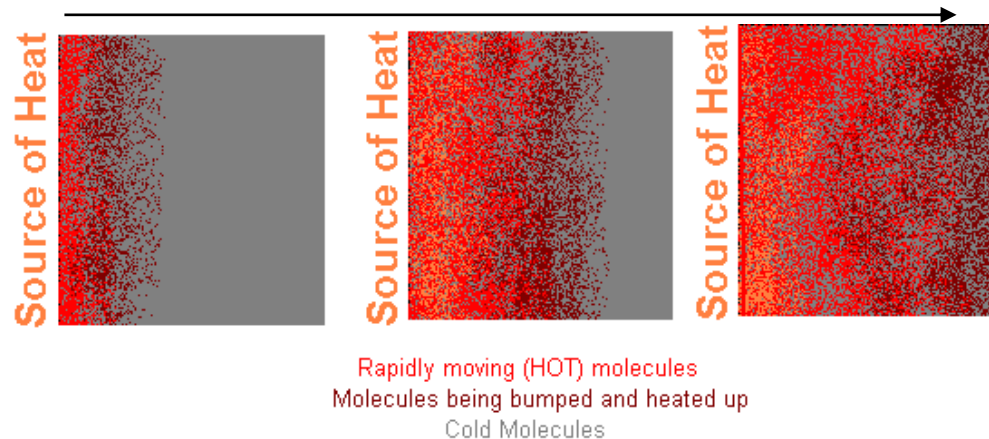 Source of Heat
Source of Heat
Source of Heat
Rapidly moving (HOT) molecules
Molecules being bumped and heated up
Cold Molecules